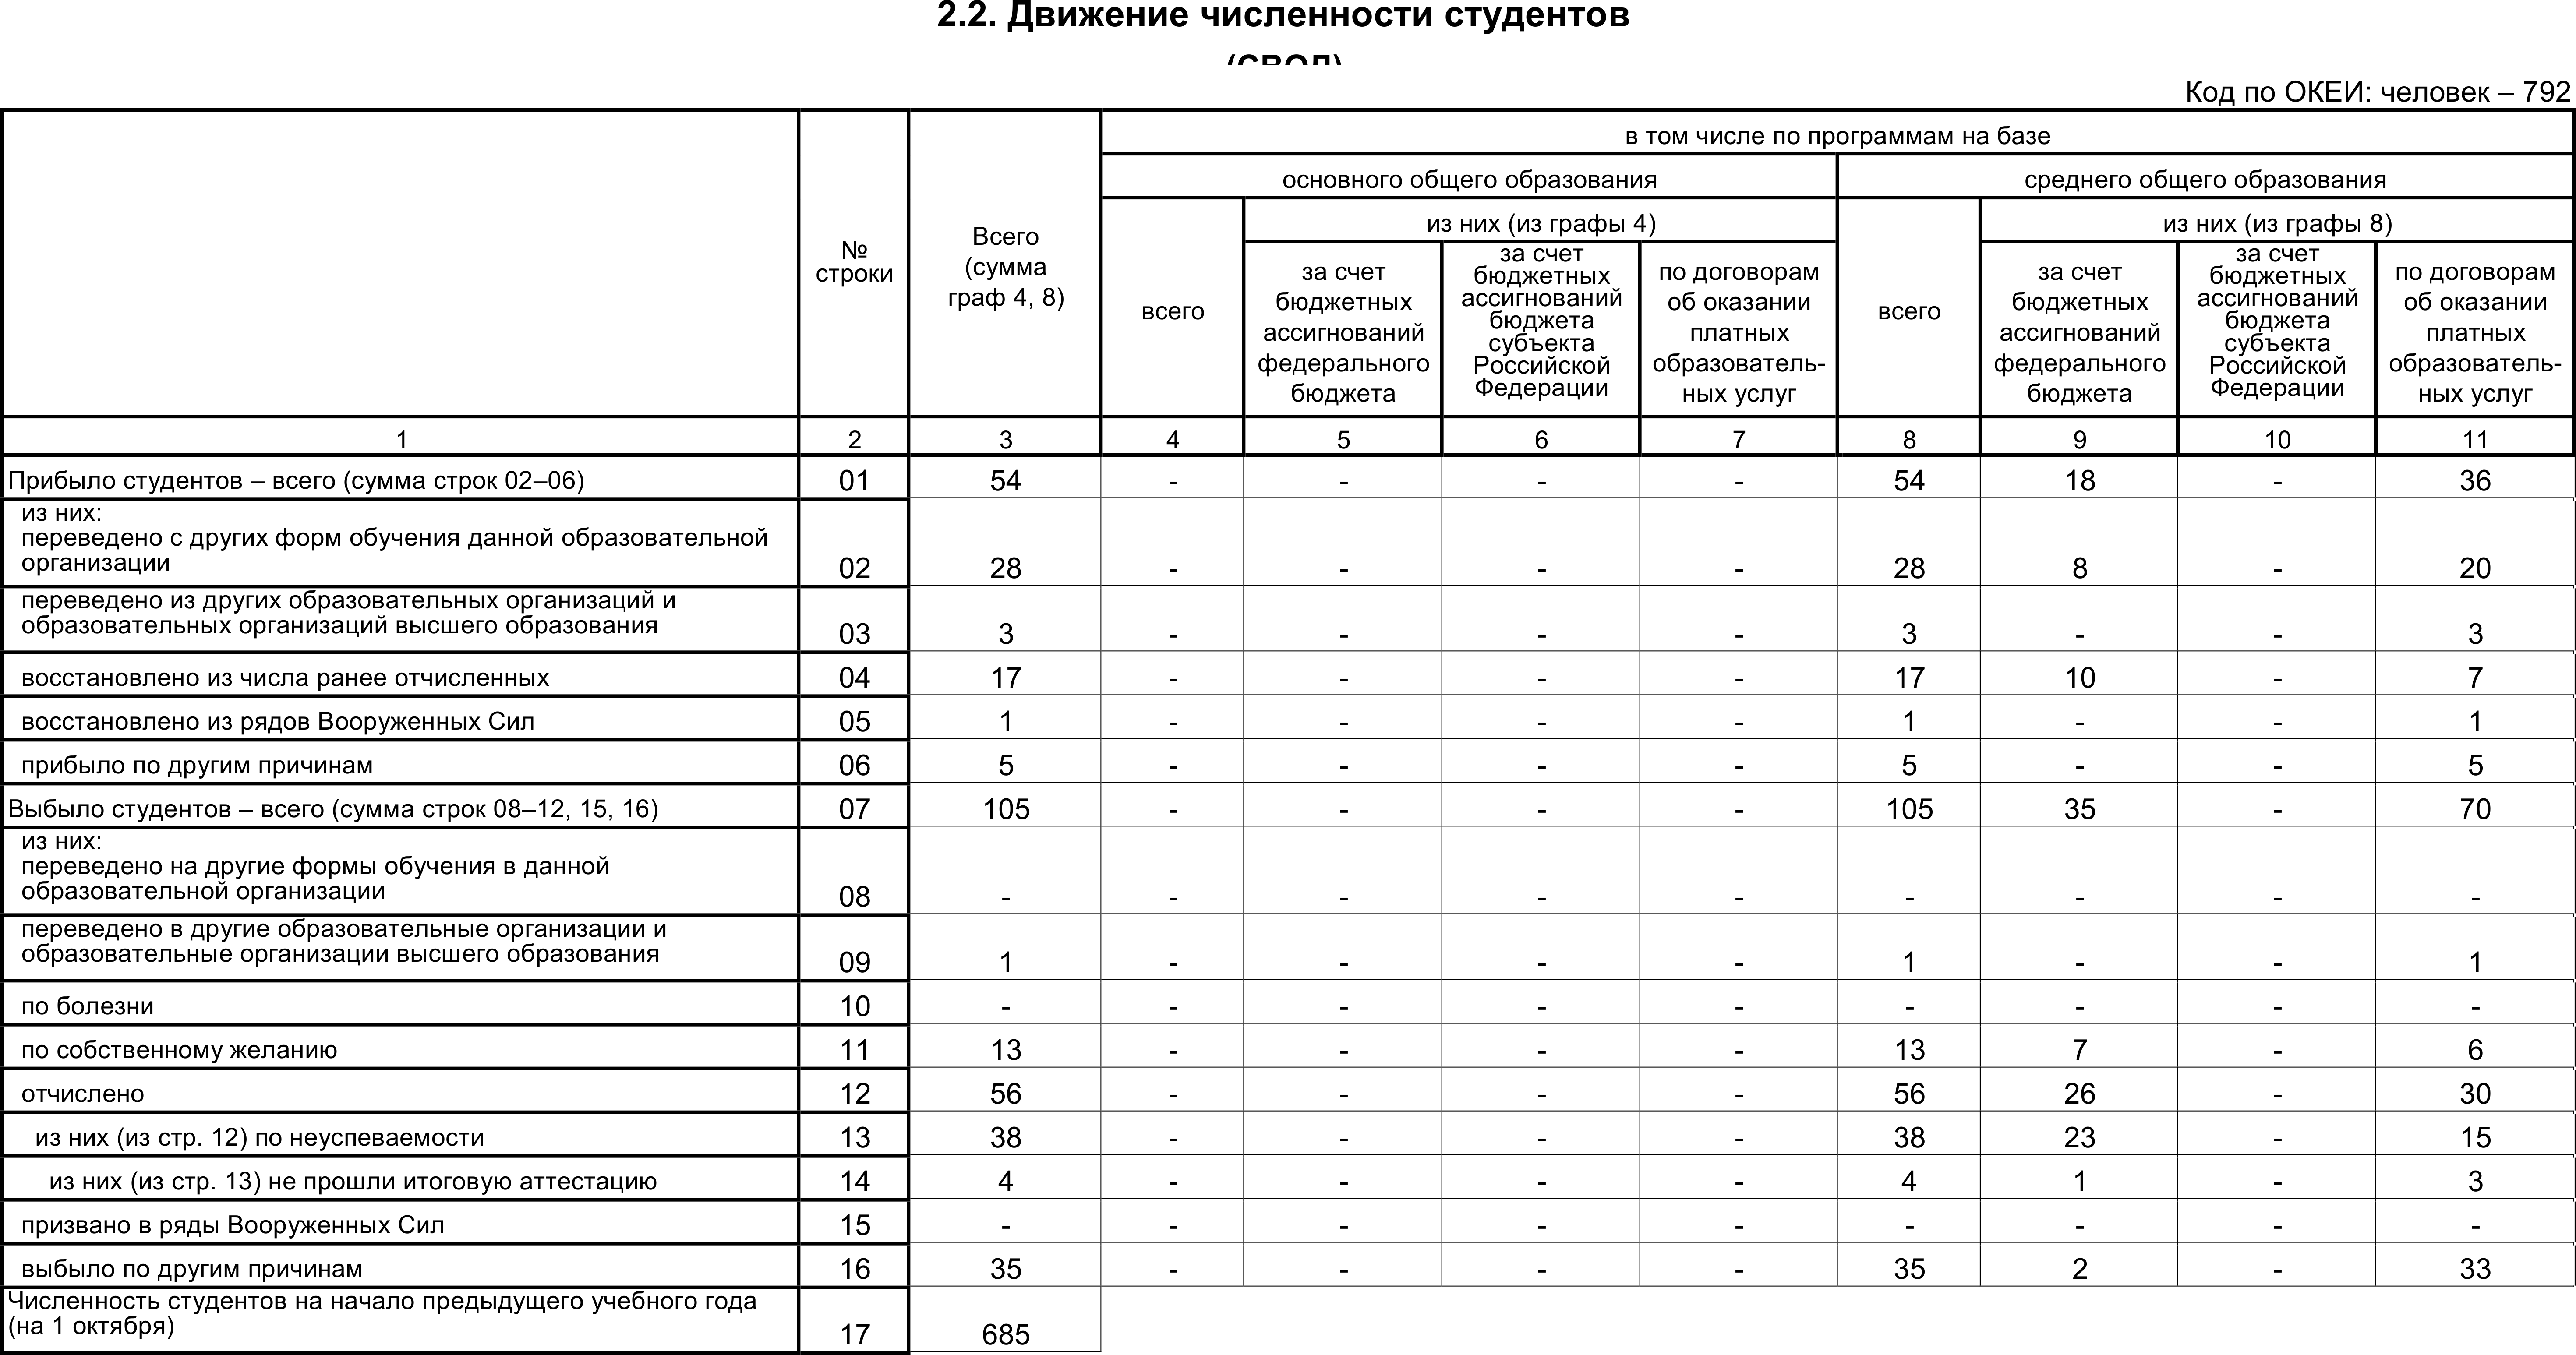 2.2. Движение численности студентов
(СВОД)
Код по ОКЕИ: человек – 792
№ строки
Всего (сумма граф 4, 8)
в том числе по программам на базе
основного общего образования
среднего общего образования
всего
из них (из графы 4)
за счет бюджетных ассигнований федерального бюджета
за счет бюджетных ассигнований бюджета субъекта Российской Федерации
по договорам об оказании платных образователь-ных услуг
всего
из них (из графы 8)
за счет бюджетных ассигнований федерального бюджета
за счет бюджетных ассигнований бюджета субъекта Российской Федерации
по договорам об оказании платных образователь-ных услуг
1 2 3 4 5 6 7 8 9 10 11
Прибыло студентов – всего (сумма строк 02–06) 01 54 - - - - 54 18 - 36
из них:
переведено с других форм обучения данной образовательной
организации 02 28 - - - - 28 8 - 20
переведено из других образовательных организаций и
образовательных организаций высшего образования 03 3 - - - - 3 - - 3
восстановлено из числа ранее отчисленных 04 17 - - - - 17 10 - 7
восстановлено из рядов Вооруженных Сил 05 1 - - - - 1 - - 1
прибыло по другим причинам 06 5 - - - - 5 - - 5
Выбыло студентов – всего (сумма строк 08–12, 15, 16) 07 105 - - - - 105 35 - 70
из них:
переведено на другие формы обучения в данной
образовательной организации 08 - - - - - - - - -
переведено в другие образовательные организации и
образовательные организации высшего образования 09 1 - - - - 1 - - 1
по болезни 10 - - - - - - - - -
по собственному желанию 11 13 - - - - 13 7 - 6
отчислено 12 56 - - - - 56 26 - 30
из них (из стр. 12) по неуспеваемости 13 38 - - - - 38 23 - 15
из них (из стр. 13) не прошли итоговую аттестацию 14 4 - - - - 4 1 - 3
призвано в ряды Вооруженных Сил 15 - - - - - - - - -
выбыло по другим причинам 16 35 - - - - 35 2 - 33
Численность студентов на начало предыдущего учебного года
(на 1 октября) 17 685